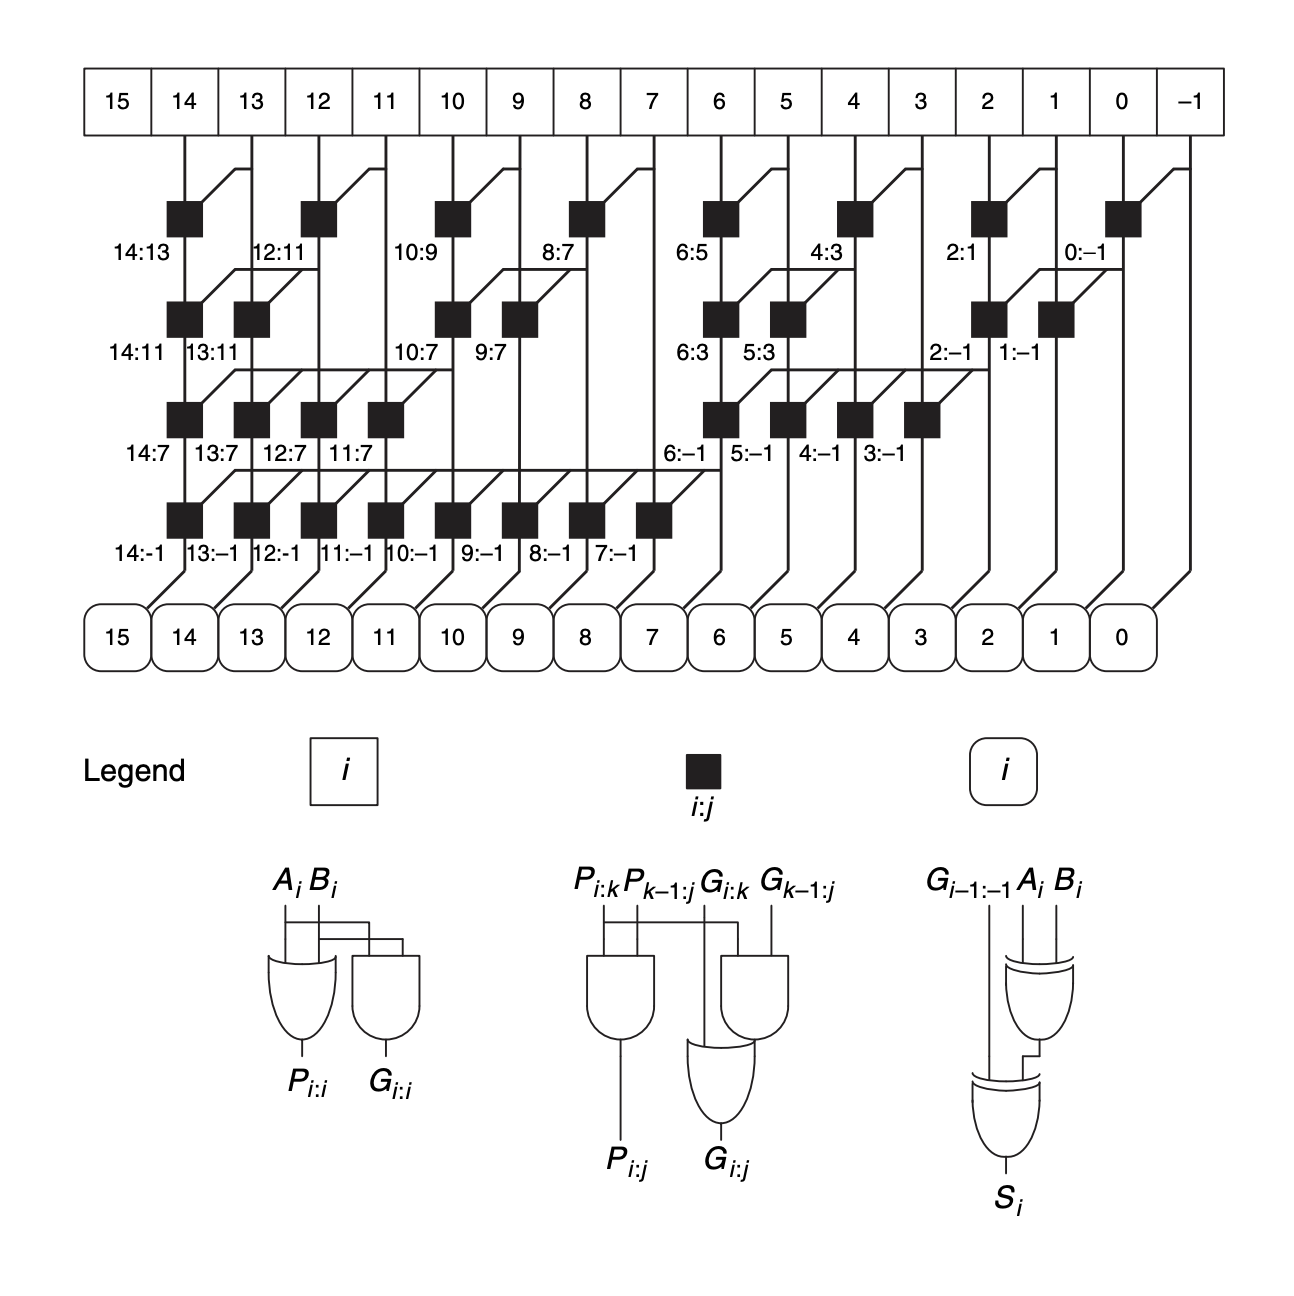 15 14 13 12 11 10 9 8 7 6 5 4 3 2 1 0 –1
14:13 12:11 10:9 8:7 6:5 4:3 2:1 0:–1
14:11 13:11 10:7 9:7 6:3 5:3 2:–1 1:–1
14:7 13:7 12:7 11:7 6:–1 5:–1 4:–1 3:–1
14:-1 13:–1 12:-1 11:–1 10:–1 9:–1 8:–1 7:–1
15 14 13 12 11 10 9 8 7 6 5 4 3 2 1 0
Legend i i:j i
A_i B_i P_{i:k} P_{k–1:j} G_{i:k} G_{k–1:j} G_{i–1:–1} A_i B_i
P_{i:i} G_{i:i}
P_{i:j} G_{i:j}
S_i